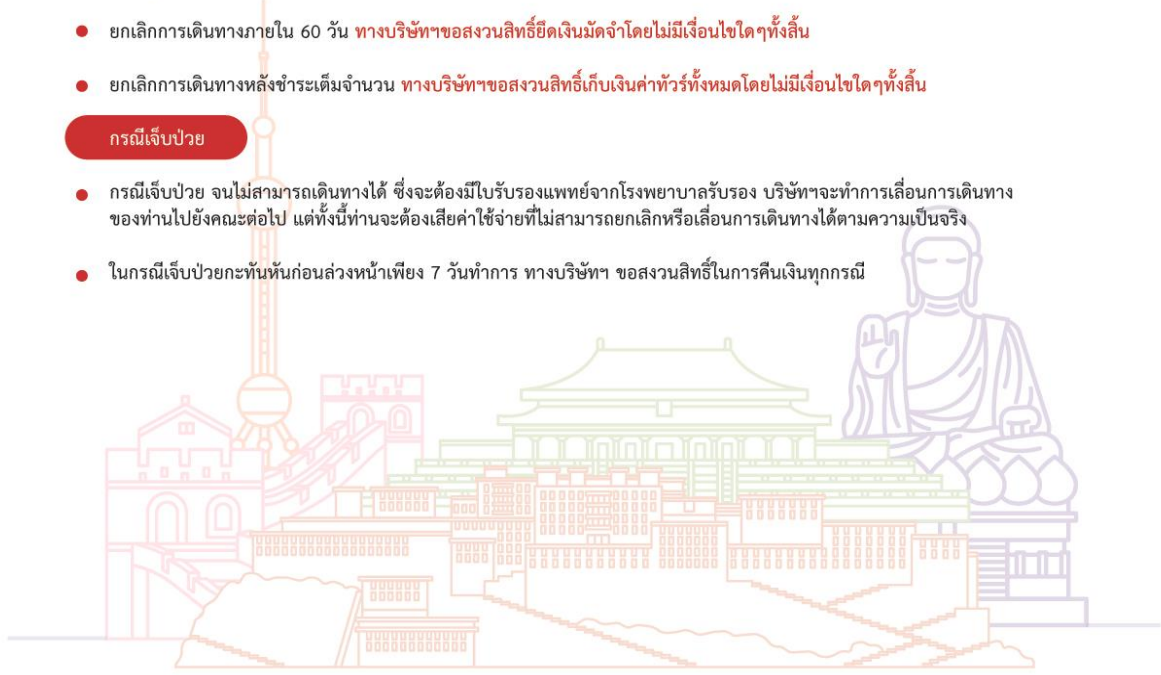 ยกเลิกการเดินทางภายใน 60 วัน ทางบริษัทฯขอสงวนสิทธิ์ยึดเงินมัดจำโดยไม่มีเงื่อนไขใดๆทั้งสิ้น
ยกเลิกการเดินทางหลังชำระเต็มจำนวน ทางบริษัทฯขอสงวนสิทธิ์เก็บเงินค่าทัวร์ทั้งหมดโดยไม่มีเงื่อนไขใดๆทั้งสิ้น
กรณีเจ็บป่วย
กรณีเจ็บป่วย จนไม่สามารถเดินทางได้ ซึ่งจะต้องมีใบรับรองแพทย์จากโรงพยาบาลรับรอง บริษัทฯจะทำการเลื่อนการเดินทาง
ของท่านไปยังคณะต่อไป แต่ทั้งนี้ท่านจะต้องเสียค่าใช้จ่ายที่ไม่สามารถยกเลิกหรือเลื่อนการเดินทางได้ตามความเป็นจริง
ในกรณีเจ็บป่วยกะทันหันก่อนล่วงหน้าเพียง 7 วันทำการ ทางบริษัทฯ ขอสงวนสิทธิ์ในการคืนเงินทุกกรณี